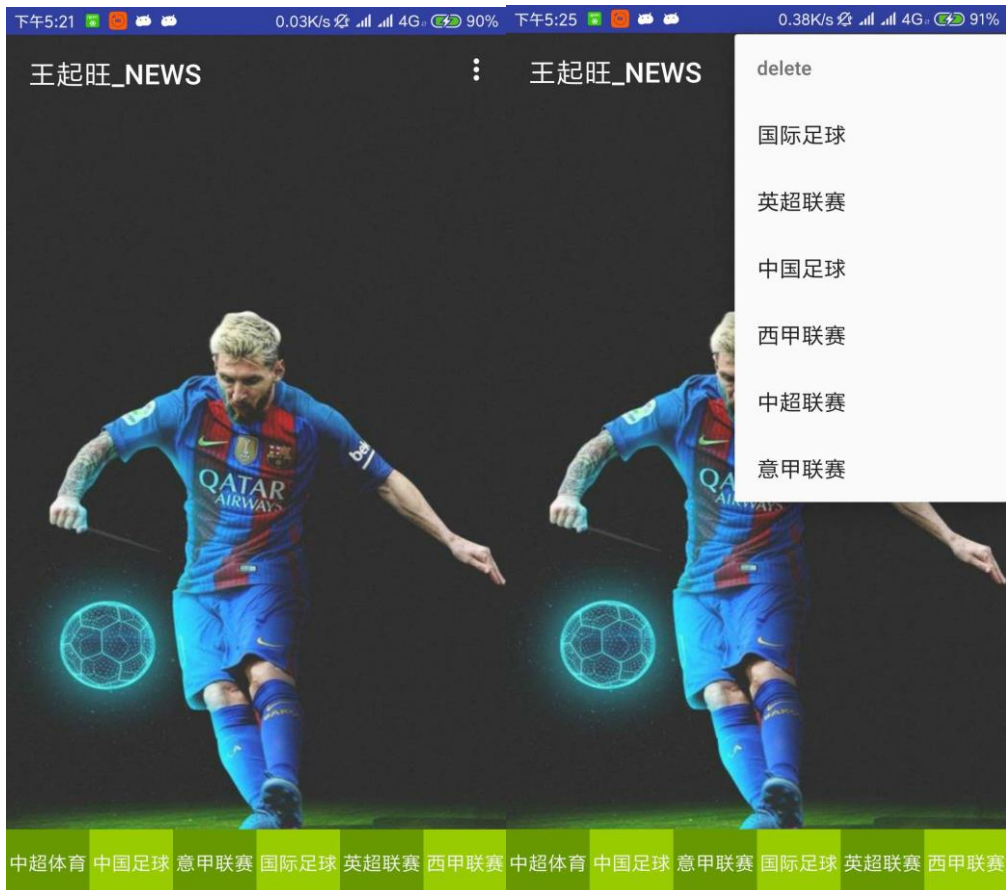 下午5:21 0.03K/s 4G 90%
王起旺_NEWS
QATAR
AIRWAYS
beko
中超体育 中国足球 意甲联赛 国际足球 英超联赛 西甲联赛
下午5:25 0.38K/s 4G 91%
王起旺_NEWS
delete
国际足球
英超联赛
中国足球
西甲联赛
中超联赛
意甲联赛
QA
AIRWAYS
中超体育 中国足球 意甲联赛 国际足球 英超联赛 西甲联赛